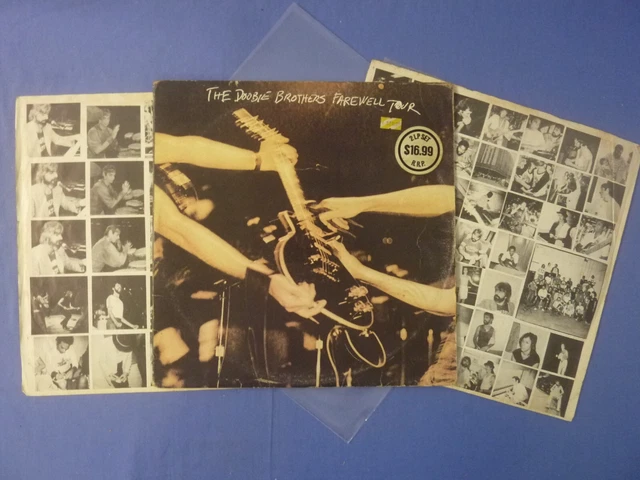 THE DOOBIE BROTHERS FAREWELL TOUR
2 LP SET
$16.99
R.R.P.